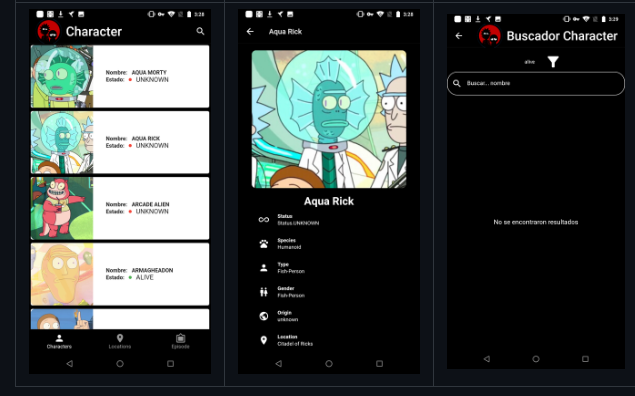 3:28
Character
Nombre: AQUA MORTY
Estado: UNKNOWN
Nombre: AQUA RICK
Estado: UNKNOWN
Nombre: ARCADE ALIEN
Estado: UNKNOWN
Nombre: ARMAGHEADON
Estado: ALIVE
Characters
Locations
Episode
3:28
Aqua Rick
Aqua Rick
Status
Status.UNKNOWN
Species
Humanoid
Type
Fish-Person
Gender
Fish-Person
Origin
unknown
Location
Citadel of Ricks
3:29
Buscador Character
alive
Buscar... nombre
No se encontraron resultados